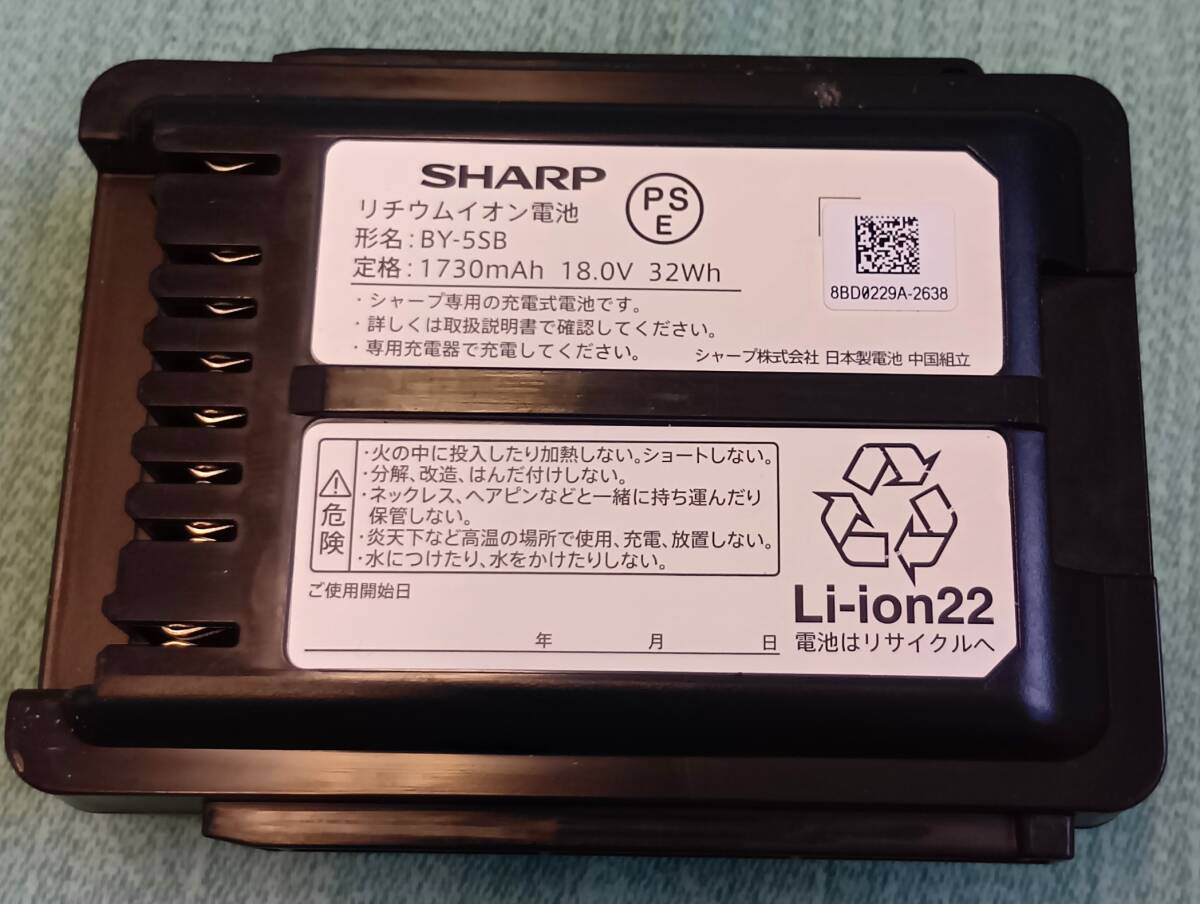 SHARP
リチウムイオン電池
PS
E
形名:BY-5SB
定格:1730mAh 18.0V 32Wh
・シャープ専用の充電式電池です。
・詳しくは取扱説明書で確認してください。
・専用充電器で充電してください。
シャープ株式会社 日本製電池 中国組立
8BD0229A-2638
危険
・火の中に投入したり加熱しない。ショートしない。
・分解、改造、はんだ付けしない。
・ネックレス、ヘアピンなどと一緒に持ち運んだり
保管しない。
・炎天下など高温の場所で使用、充電、放置しない。
・水につけたり、水をかけたりしない。
ご使用開始日
年 月 日
Li-ion22
電池はリサイクルへ